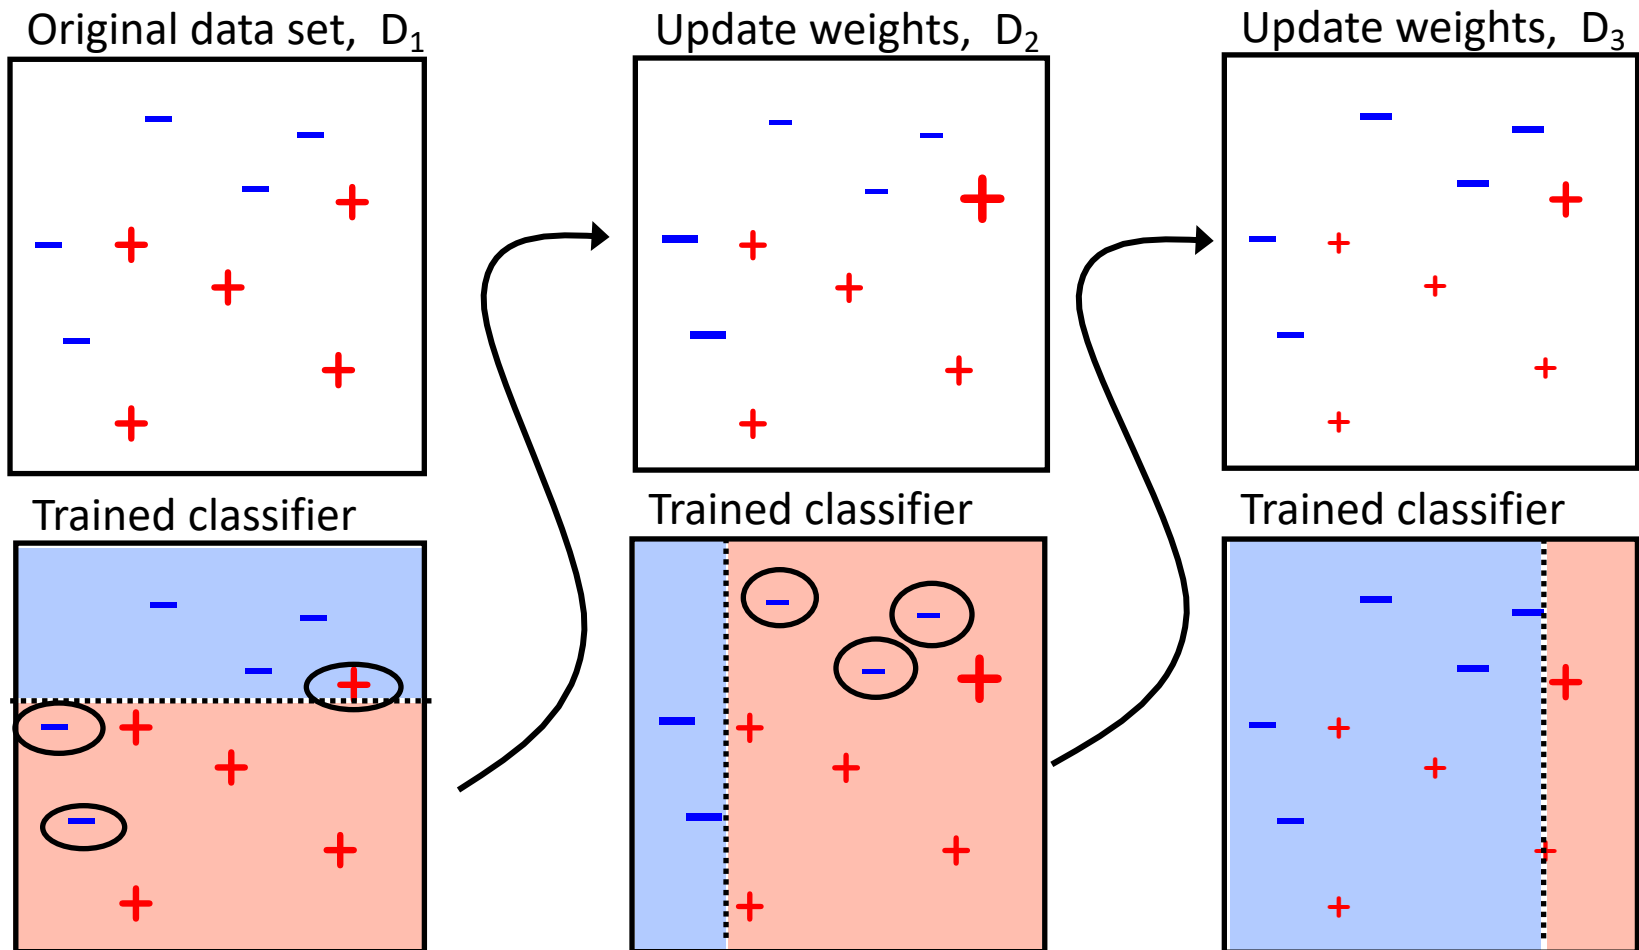 Original data set, D₁
Update weights, D₂
Update weights, D₃
Trained classifier
Trained classifier
Trained classifier